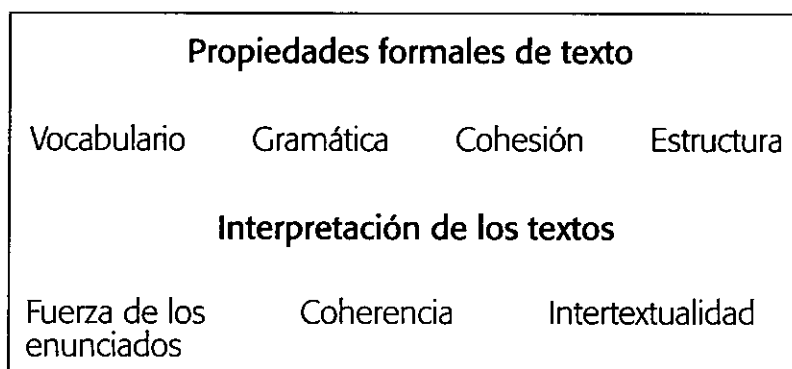 Propiedades formales de texto
Vocabulario Gramática Cohesión Estructura
Interpretación de los textos
Fuerza de los enunciados Coherencia Intertextualidad